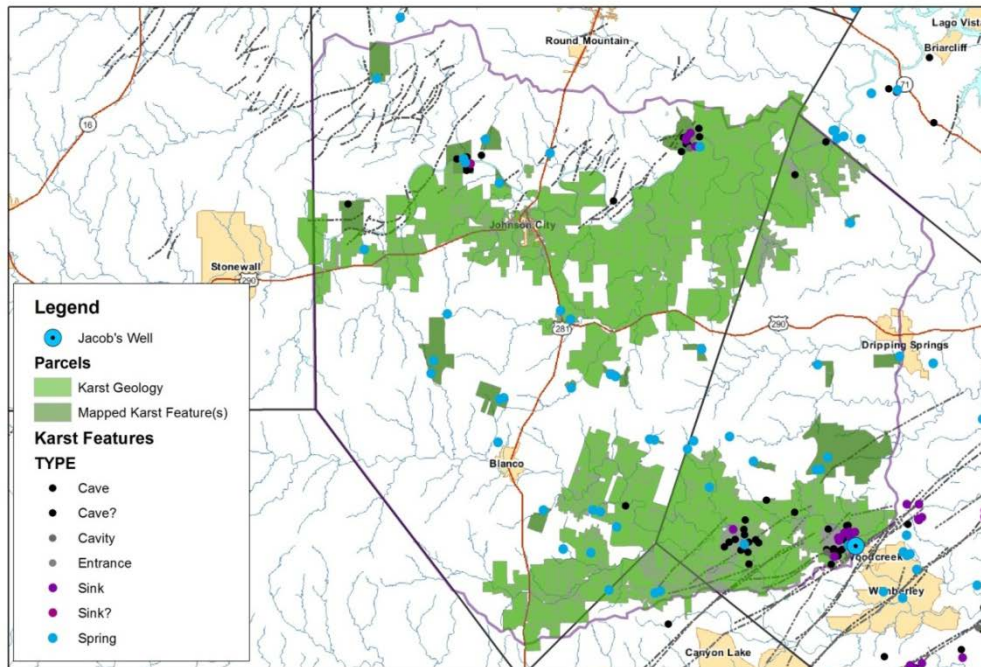 Lago Vista
Briarcliff
Round Mountain
71
16
Johnson City
Stonewall
290
281
290
Dripping Springs
Blanco
Woodcreek
Wimberley
Canyon Lake
Legend
Jacob's Well
Parcels
Karst Geology
Mapped Karst Feature(s)
Karst Features
TYPE
Cave
Cave?
Cavity
Entrance
Sink
Sink?
Spring